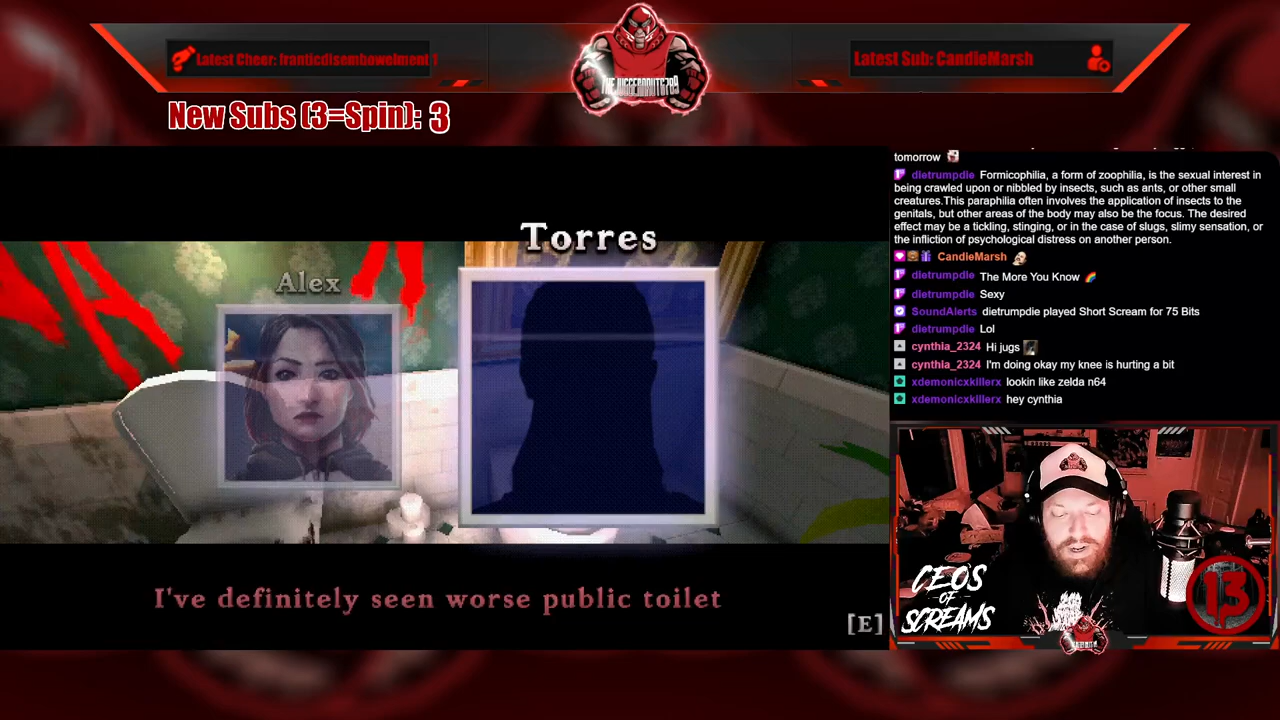 Latest Cheer: franticdisembowelment 7
THEJUGGERNAUT6789
Latest Sub: CandieMarsh
New Subs (3=Spin): 3
tomorrow
dietrumpdie Formicophilia, a form of zoophilia, is the sexual interest in
being crawled upon or nibbled by insects, such as ants, or other small
creatures.This paraphilia often involves the application of insects to the
genitals, but other areas of the body may also be the focus. The desired
effect may be a tickling, stinging, or in the case of slugs, slimy sensation, or
the infliction of psychological distress on another person.
CandieMarsh
dietrumpdie The More You Know
dietrumpdie Sexy
SoundAlerts dietrumpdie played Short Scream for 75 Bits
dietrumpdie Lol
cynthia_2324 Hi jugs
cynthia_2324 I'm doing okay my knee is hurting a bit
xdemonicxkillerx lookin like zelda n64
xdemonicxkillerx hey cynthia
Torres
Alex
I've definitely seen worse public toilet
[E]
CEOS
OF
SCREAMS
13